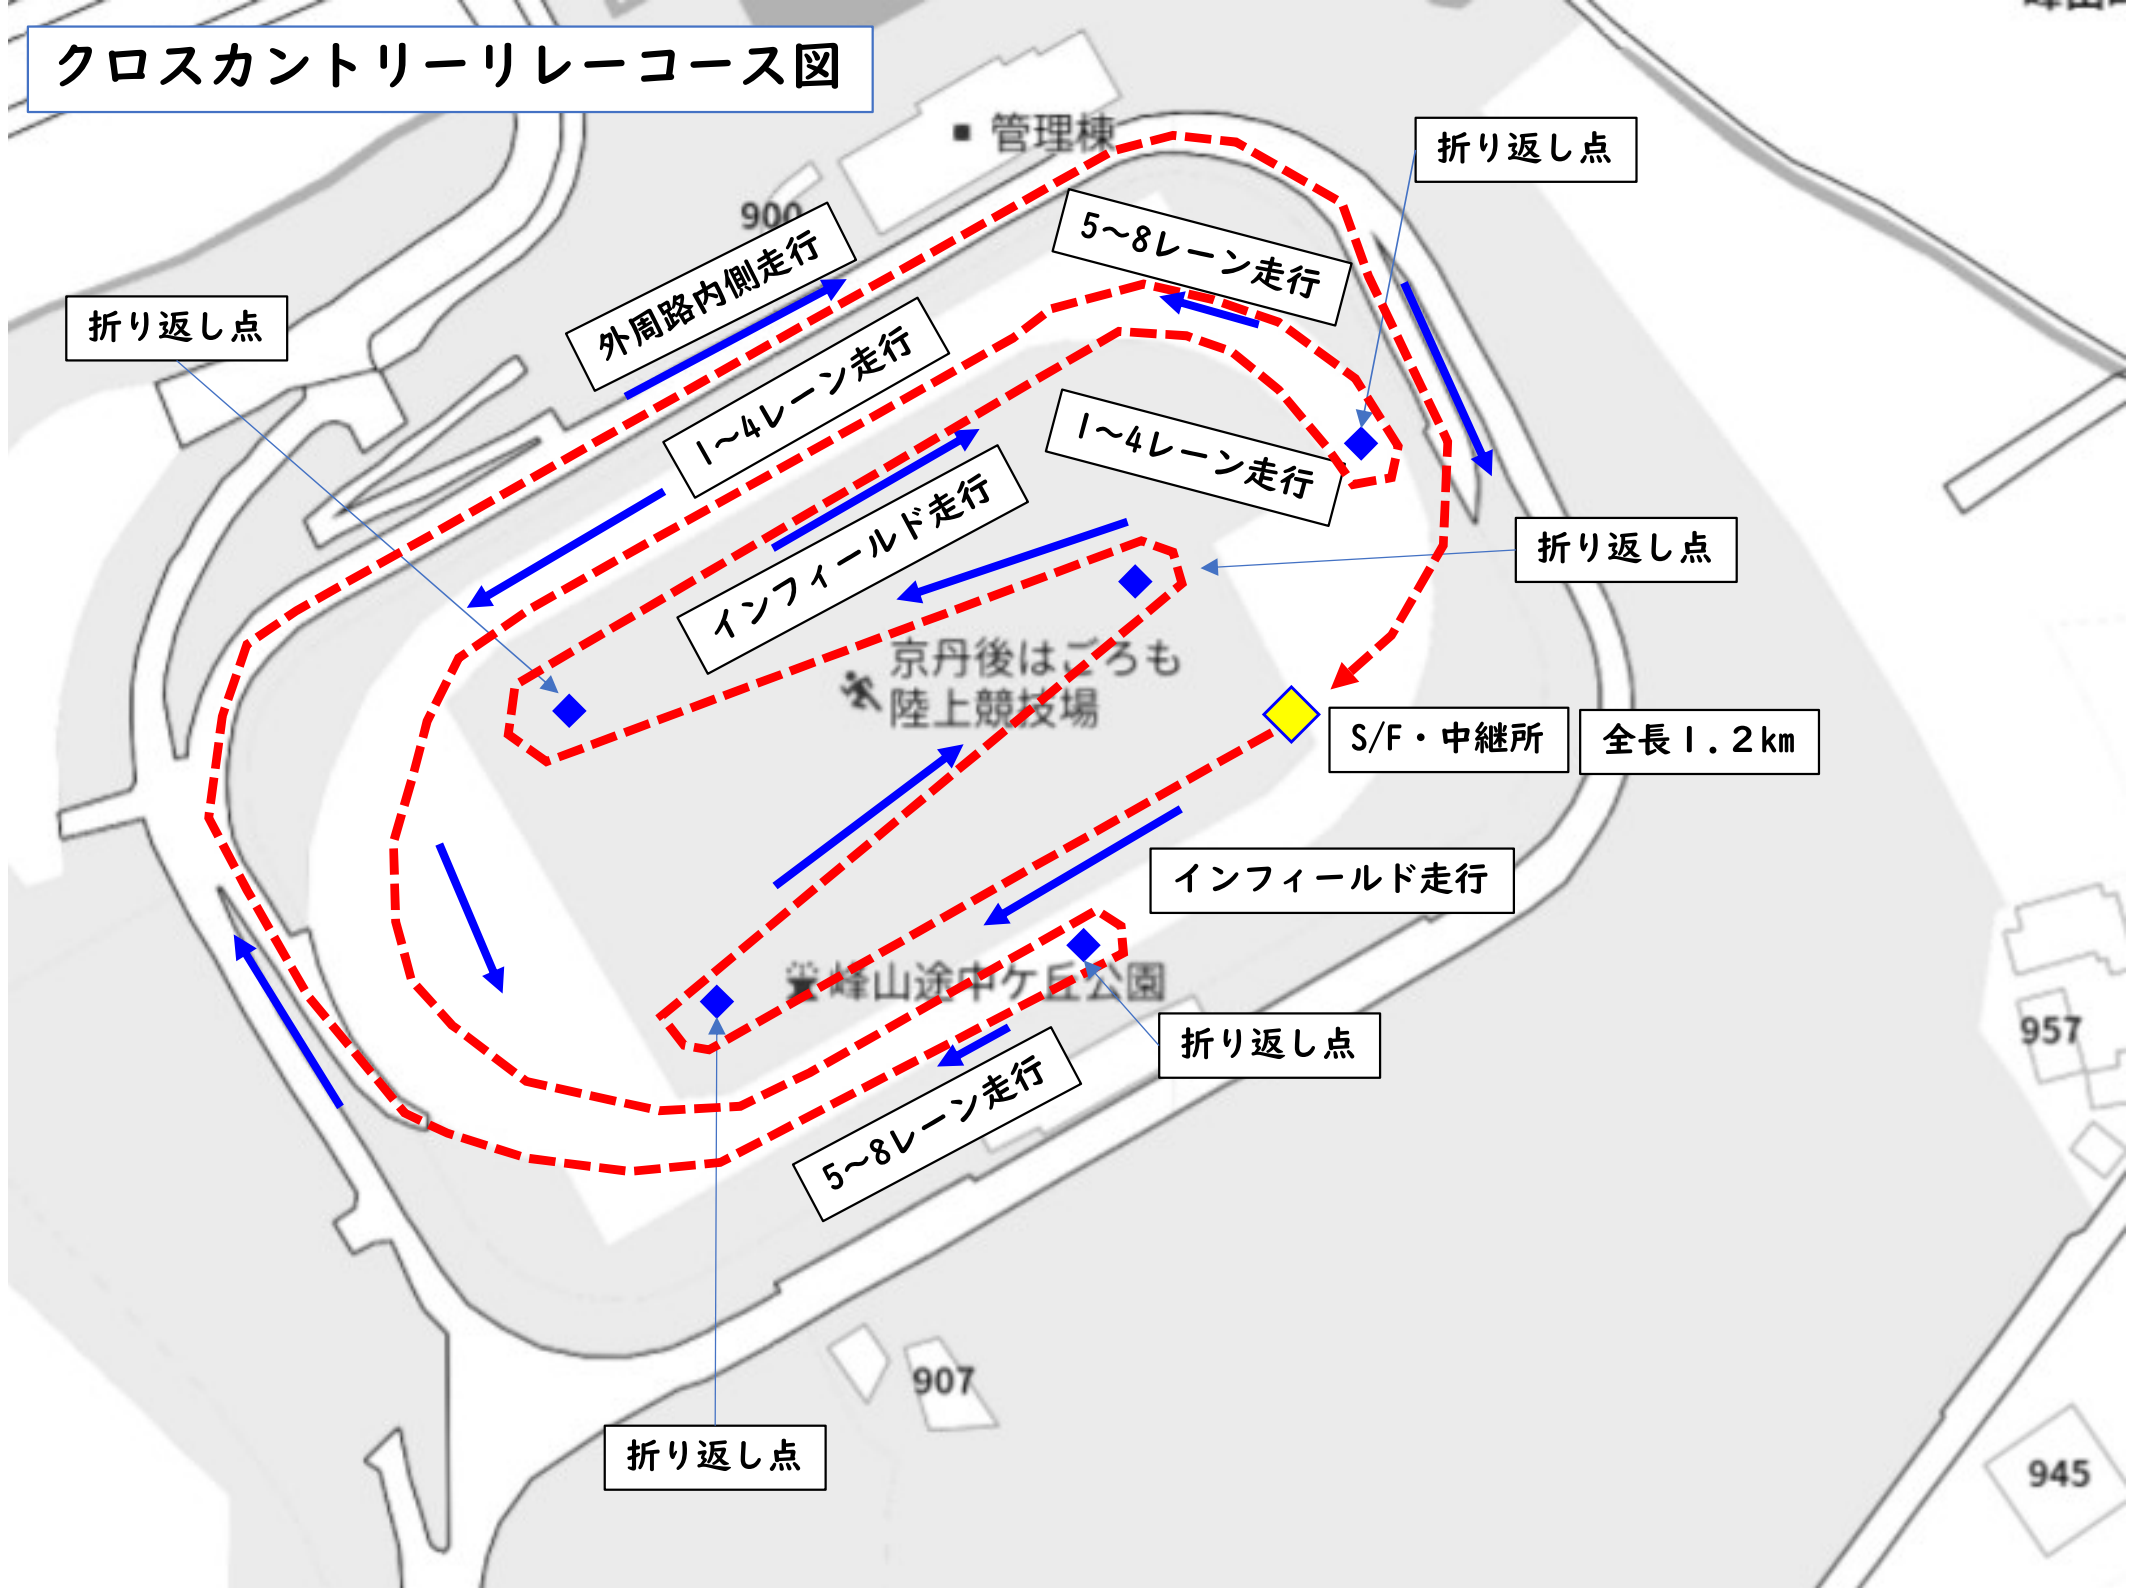 クロスカントリーリレーコース図
管理棟
折り返し点
900
5～8レーン走行
外周路内側走行
折り返し点
1～4レーン走行
1～4レーン走行
インフィールド走行
折り返し点
京丹後はごろも
陸上競技場
S/F・中継所
全長1.2km
インフィールド走行
峰山途中ケ丘公園
折り返し点
957
5～8レーン走行
907
折り返し点
945